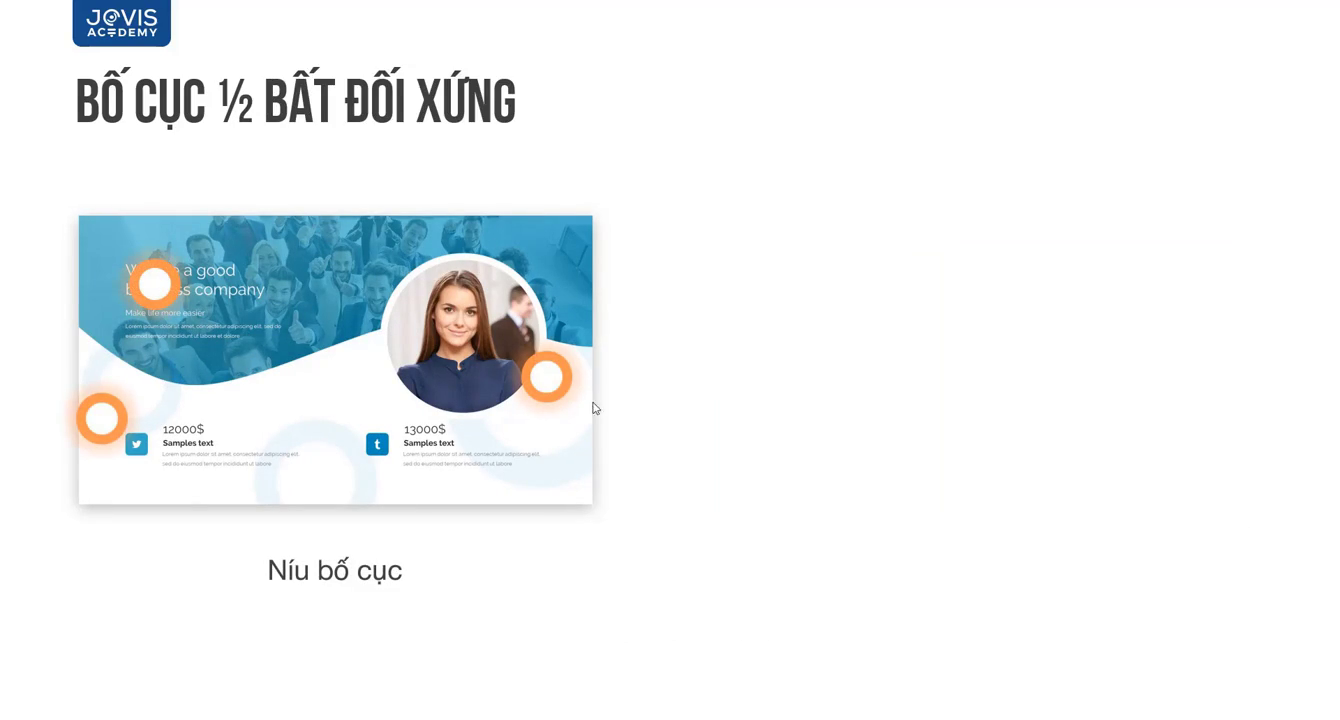 JOVIS
ACADEMY
BỐ CỤC ½ BẤT ĐỐI XỨNG
a good
company
Make life more easier
Lorem ipsum dolor sit amet, consectetur adipiscing elit, sed do
eiusmod tempor incididunt ut labore et dolore
12000$
Samples text
Lorem ipsum dolor sit amet, consectetur adipiscing elit,
sed do eiusmod tempor incididunt ut labore
13000$
Samples text
Lorem ipsum dolor sit amet, consectetur adipiscing elit,
sed do eiusmod tempor incididunt ut labore
Níu bố cục